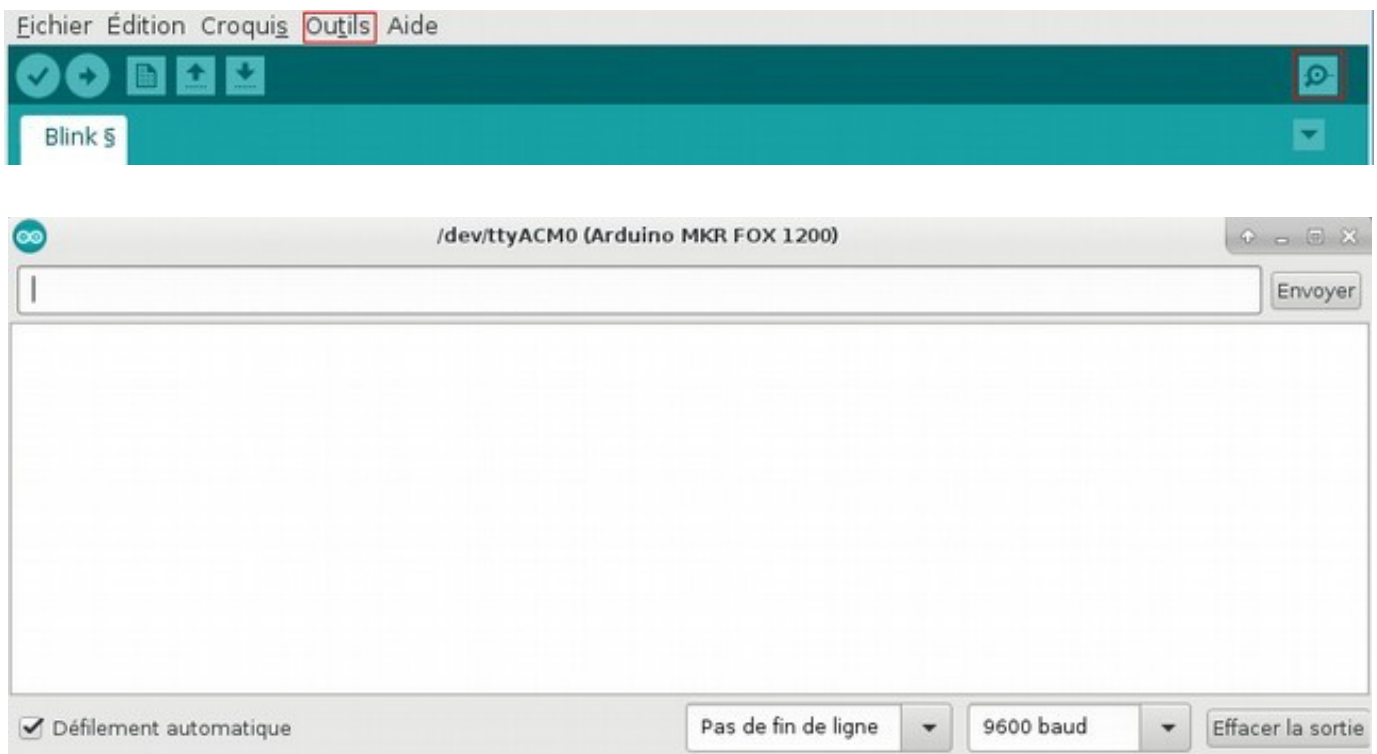 Fichier Édition Croquis Outils Aide
Blink §
/dev/ttyACM0 (Arduino MKR FOX 1200)
Envoyer
Défilement automatique Pas de fin de ligne 9600 baud Effacer la sortie